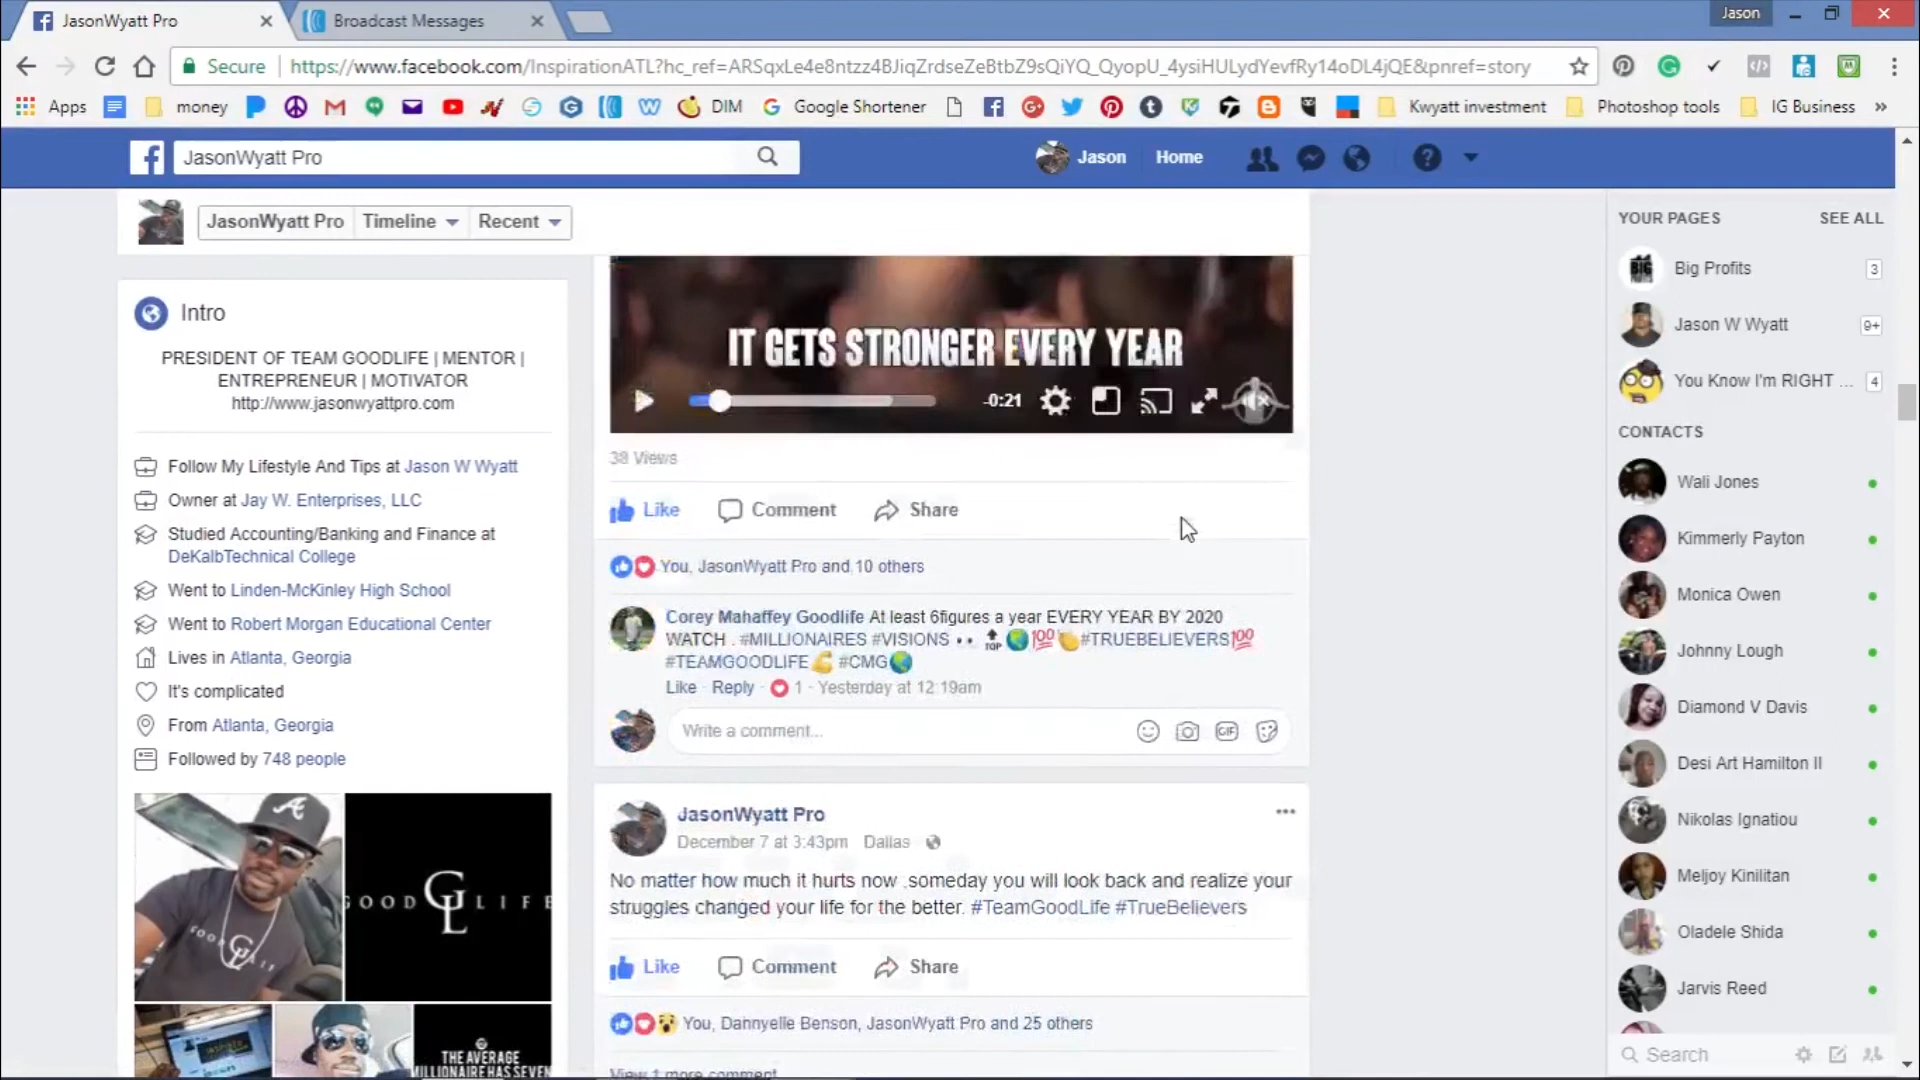 JasonWyatt Pro
Broadcast Messages
Jason
Secure
https://www.facebook.com/InspirationATL?hc_ref=ARSqxLe4e8ntzz4BJiqZrdseZeBtbZ9sQiYQ_QyopU_4ysiHULydYevfRy14oDL4jQE&pnref=story
Apps
money
DIM
Google Shortener
Kwyatt investment
Photoshop tools
IG Business
JasonWyatt Pro
Jason
Home
JasonWyatt Pro
Timeline
Recent
Intro
PRESIDENT OF TEAM GOODLIFE | MENTOR |
ENTREPRENEUR | MOTIVATOR
http://www.jasonwyattpro.com
Follow My Lifestyle And Tips at Jason W Wyatt
Owner at Jay W. Enterprises, LLC
Studied Accounting/Banking and Finance at
DeKalbTechnical College
Went to Linden-McKinley High School
Went to Robert Morgan Educational Center
Lives in Atlanta, Georgia
It's complicated
From Atlanta, Georgia
Followed by 748 people
GOOD GL LIFE
THE AVERAGE
MILLIONAIRE HAS SEVEN
IT GETS STRONGER EVERY YEAR
-0:21
38 Views
Like
Comment
Share
You, JasonWyatt Pro and 10 others
Corey Mahaffey Goodlife At least 6figures a year EVERY YEAR BY 2020
WATCH . #MILLIONAIRES #VISIONS 👀 🔝🌎💯👏#TRUEBELIEVERS💯
#TEAMGOODLIFE💪 #CMG🌎
Like · Reply · 1 · Yesterday at 12:19am
Write a comment...
GIF
JasonWyatt Pro
December 7 at 3:43pm Dallas
No matter how much it hurts now .someday you will look back and realize your
struggles changed your life for the better. #TeamGoodLife #TrueBelievers
Like
Comment
Share
You, Dannyelle Benson, JasonWyatt Pro and 25 others
View 1 more comment
YOUR PAGES
SEE ALL
Big Profits
3
Jason W Wyatt
9+
You Know I'm RIGHT ...
4
CONTACTS
Wali Jones
Kimmerly Payton
Monica Owen
Johnny Lough
Diamond V Davis
Desi Art Hamilton II
Nikolas Ignatiou
Meljoy Kinilitan
Oladele Shida
Jarvis Reed
Search